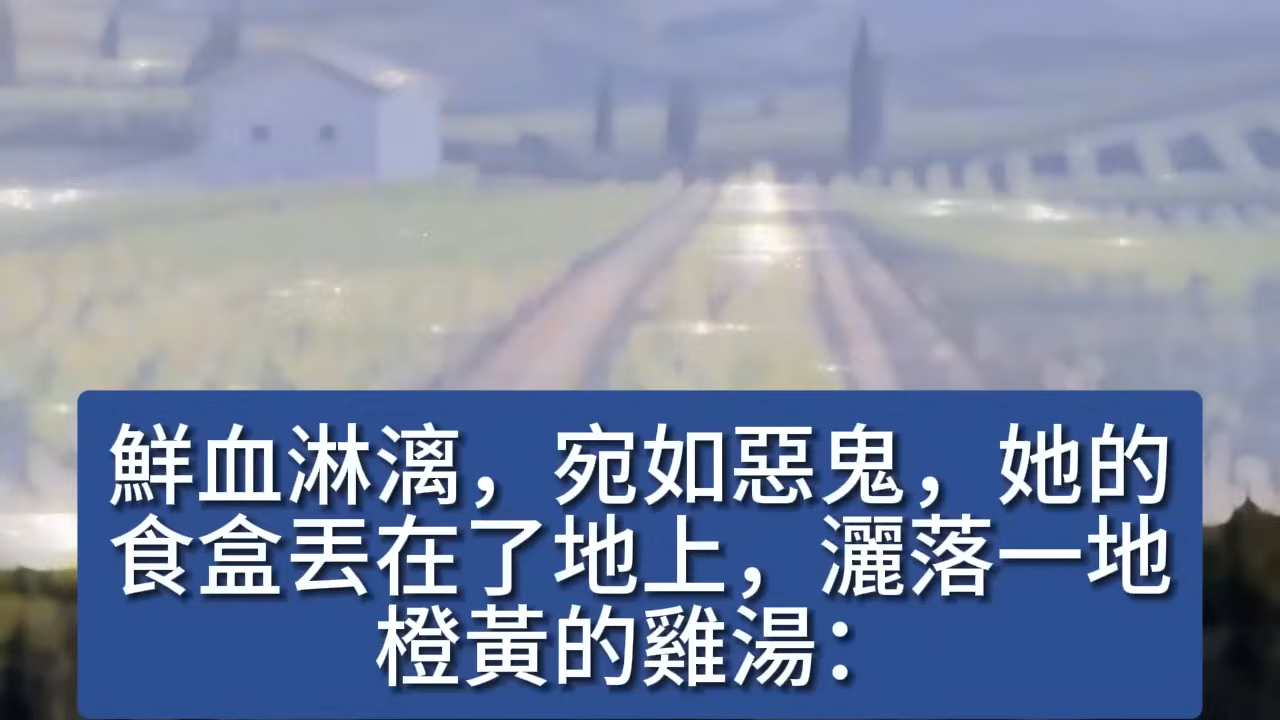 鮮血淋漓，宛如惡鬼，她的
食盒丟在了地上，灑落一地
橙黃的雞湯：